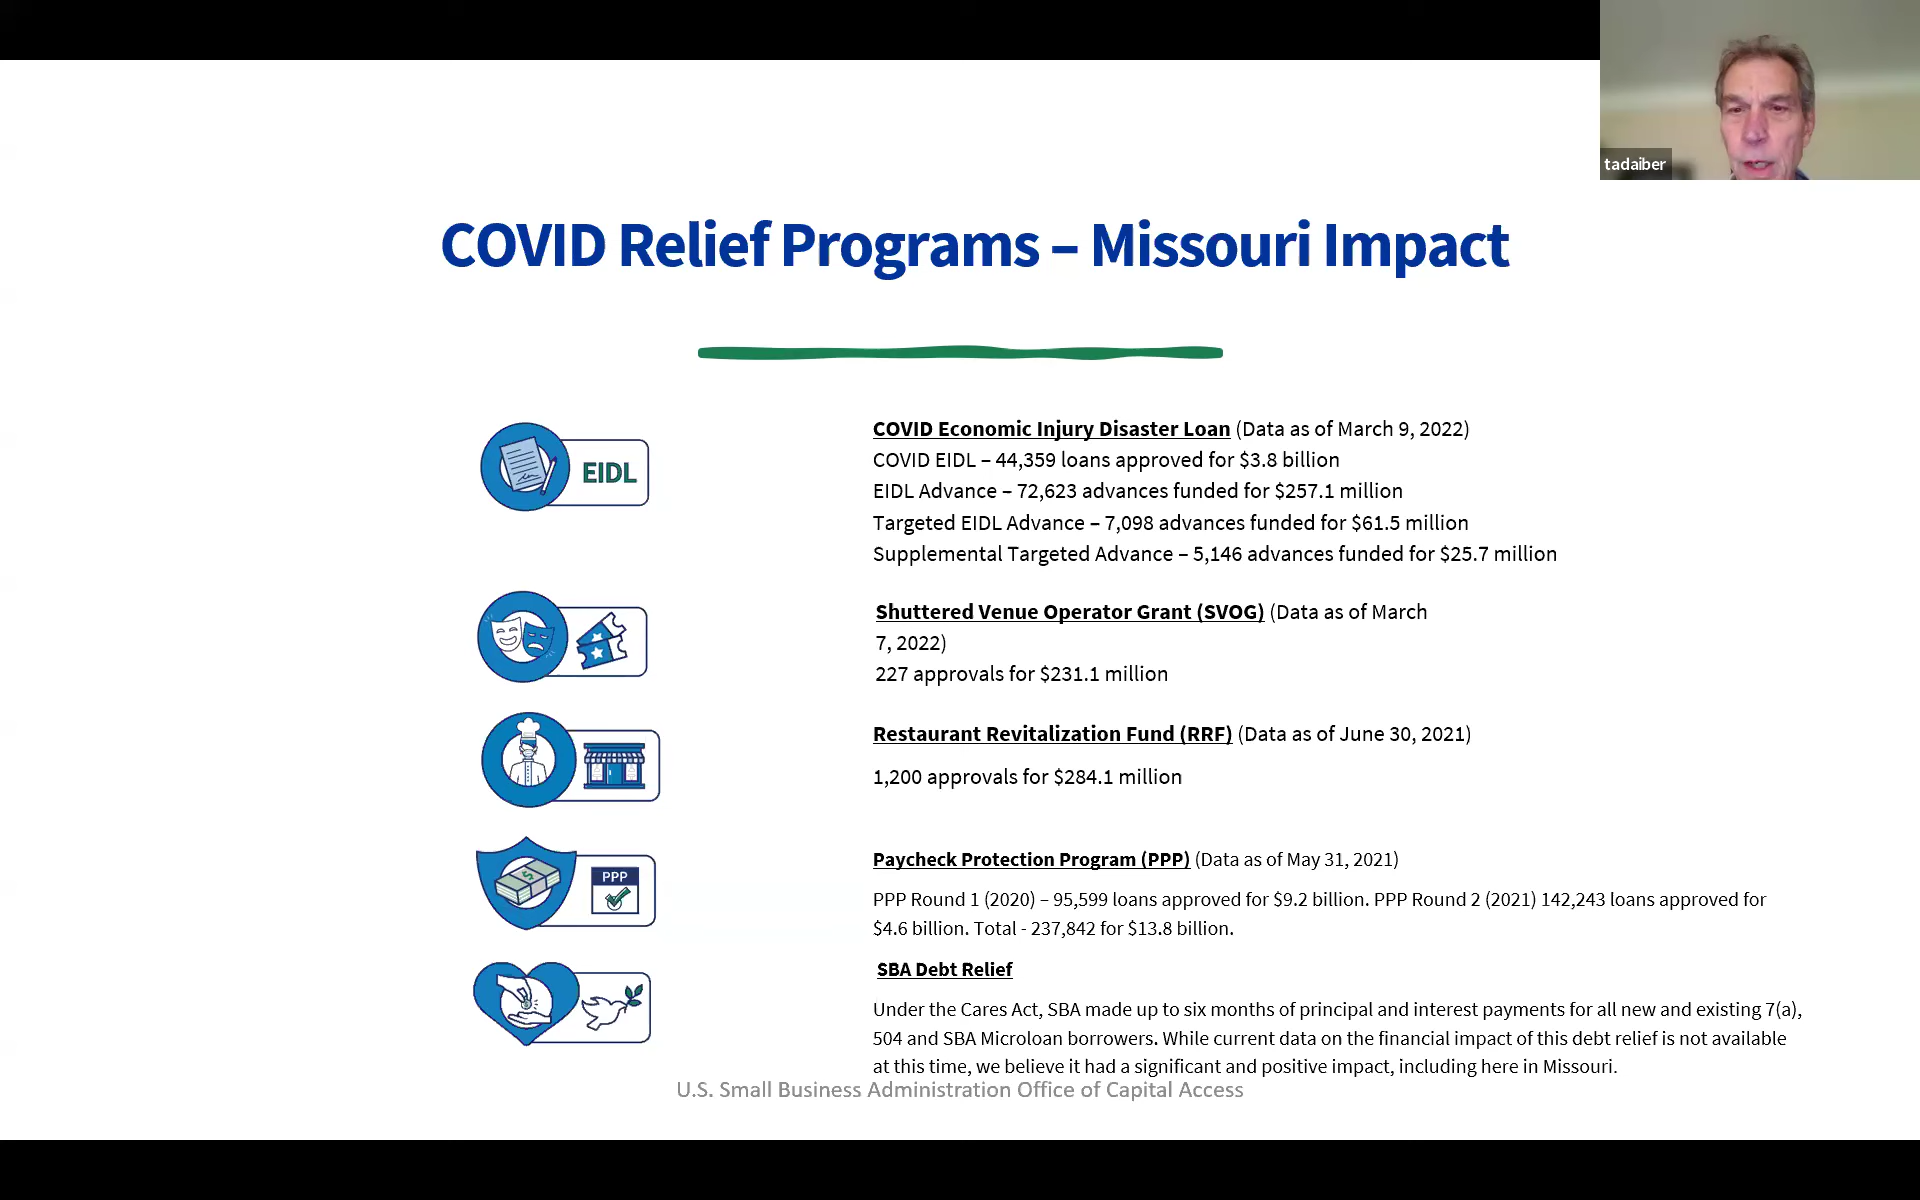 tadaiber
COVID Relief Programs – Missouri Impact
EIDL
COVID Economic Injury Disaster Loan (Data as of March 9, 2022)
COVID EIDL – 44,359 loans approved for $3.8 billion
EIDL Advance – 72,623 advances funded for $257.1 million
Targeted EIDL Advance – 7,098 advances funded for $61.5 million
Supplemental Targeted Advance – 5,146 advances funded for $25.7 million
Shuttered Venue Operator Grant (SVOG) (Data as of March
7, 2022)
227 approvals for $231.1 million
Restaurant Revitalization Fund (RRF) (Data as of June 30, 2021)
1,200 approvals for $284.1 million
PPP
Paycheck Protection Program (PPP) (Data as of May 31, 2021)
PPP Round 1 (2020) – 95,599 loans approved for $9.2 billion. PPP Round 2 (2021) 142,243 loans approved for
$4.6 billion. Total - 237,842 for $13.8 billion.
SBA Debt Relief
Under the Cares Act, SBA made up to six months of principal and interest payments for all new and existing 7(a),
504 and SBA Microloan borrowers. While current data on the financial impact of this debt relief is not available
at this time, we believe it had a significant and positive impact, including here in Missouri.
U.S. Small Business Administration Office of Capital Access